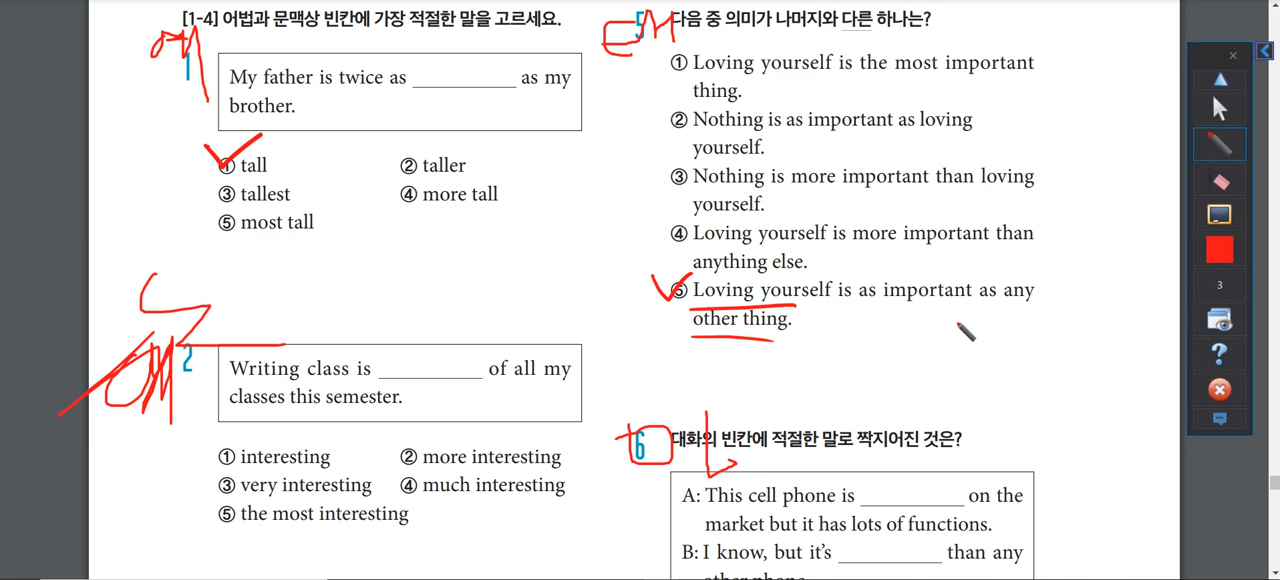 [1-4] 어법과 문맥상 빈칸에 가장 적절한 말을 고르세요.
1
My father is twice as __________ as my
brother.
① tall
② taller
③ tallest
④ more tall
⑤ most tall
2
Writing class is __________ of all my
classes this semester.
① interesting
② more interesting
③ very interesting
④ much interesting
⑤ the most interesting
5 다음 중 의미가 나머지와 다른 하나는?
① Loving yourself is the most important
thing.
② Nothing is as important as loving
yourself.
③ Nothing is more important than loving
yourself.
④ Loving yourself is more important than
anything else.
⑤ Loving yourself is as important as any
other thing.
6 대화의 빈칸에 적절한 말로 짝지어진 것은?
A: This cell phone is __________ on the
market but it has lots of functions.
B: I know, but it's __________ than any
other phone
3